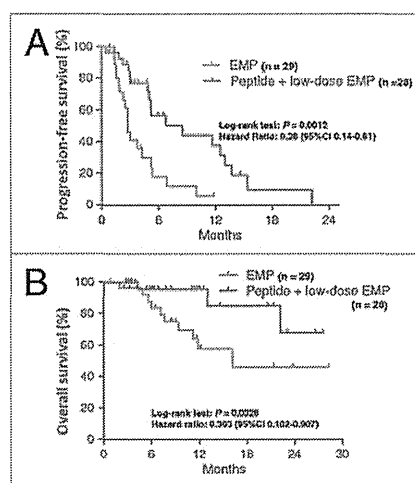 A
Progression-free survival (%)
100
80
60
40
20
0
EMP (n = 29)
Peptide + low-dose EMP (n = 28)
Log-rank test: P = 0.0012
Hazard Ratio: 0.28 (95%CI 0.14-0.61)
0 6 12 18 24
Months
B
Overall survival (%)
100
80
60
40
20
0
EMP (n = 29)
Peptide + low-dose EMP
(n = 28)
Log-rank test: P =
Hazard ratio: 0.303 (95%CI 0.102-0.907)
0 6 12 18 24 30
Months